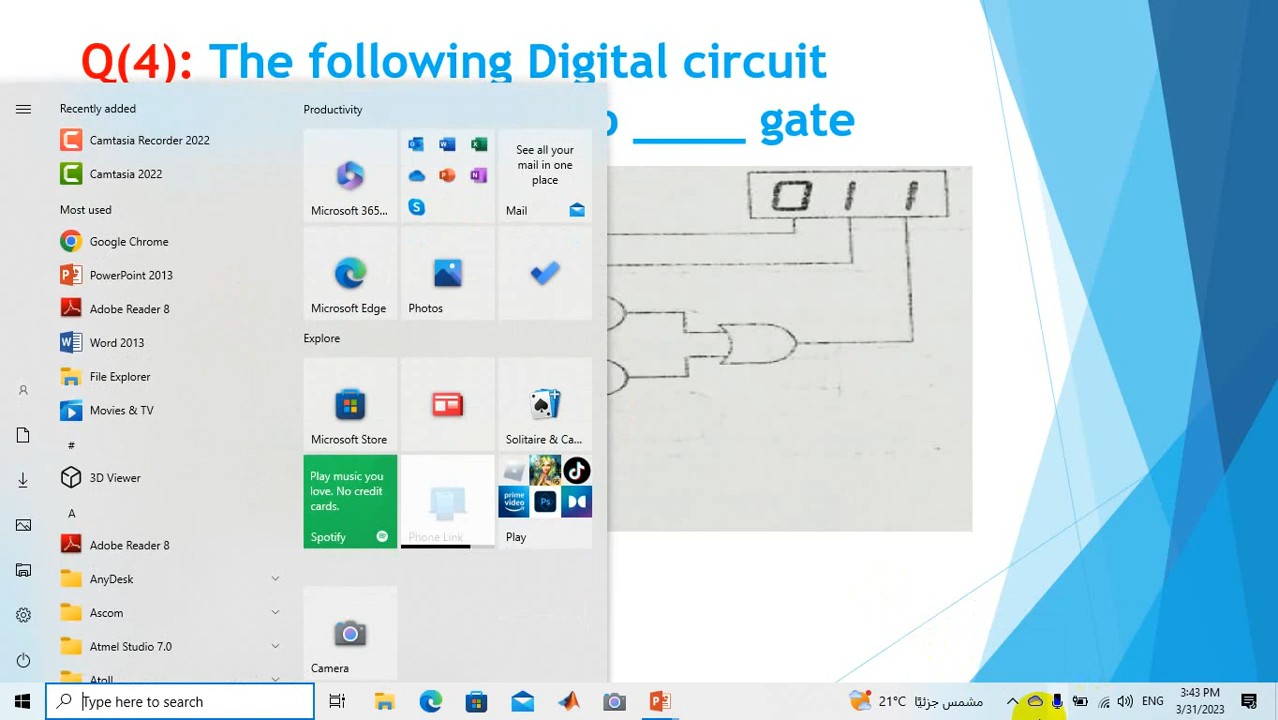 Q(4): The following Digital circuit
_____ gate
0 1 1
Recently added
Camtasia Recorder 2022
Camtasia 2022
Most used
Google Chrome
PowerPoint 2013
Adobe Reader 8
Word 2013
File Explorer
Movies & TV
#
3D Viewer
A
Adobe Reader 8
AnyDesk
Ascom
Atmel Studio 7.0
Atoll
Productivity
Microsoft 365...
See all your
mail in one
place
Mail
Microsoft Edge
Photos
Explore
Microsoft Store
Solitaire & Ca...
Play music you
love. No credit
cards.
Spotify
Phone Link
prime
video
Ps
Play
Camera
Type here to search
21°C مشمس جزئيًا
ENG
3:43 PM
3/31/2023